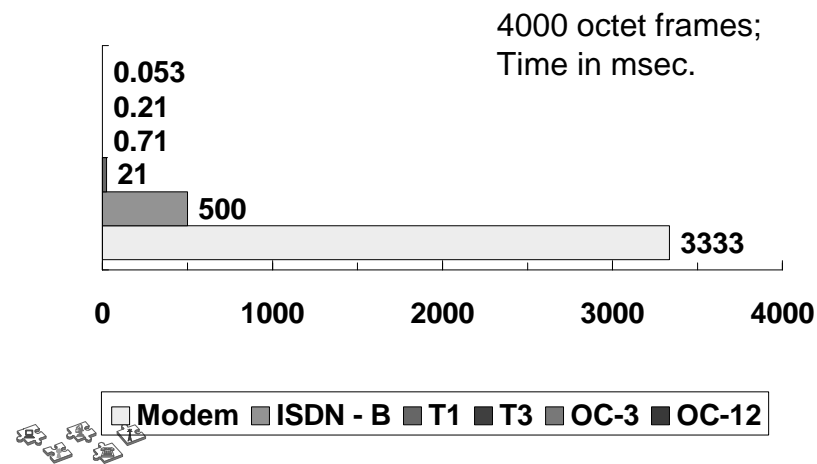 4000 octet frames;
Time in msec.
0.053
0.21
0.71
21
500
3333
0 1000 2000 3000 4000
Modem ISDN - B T1 T3 OC-3 OC-12